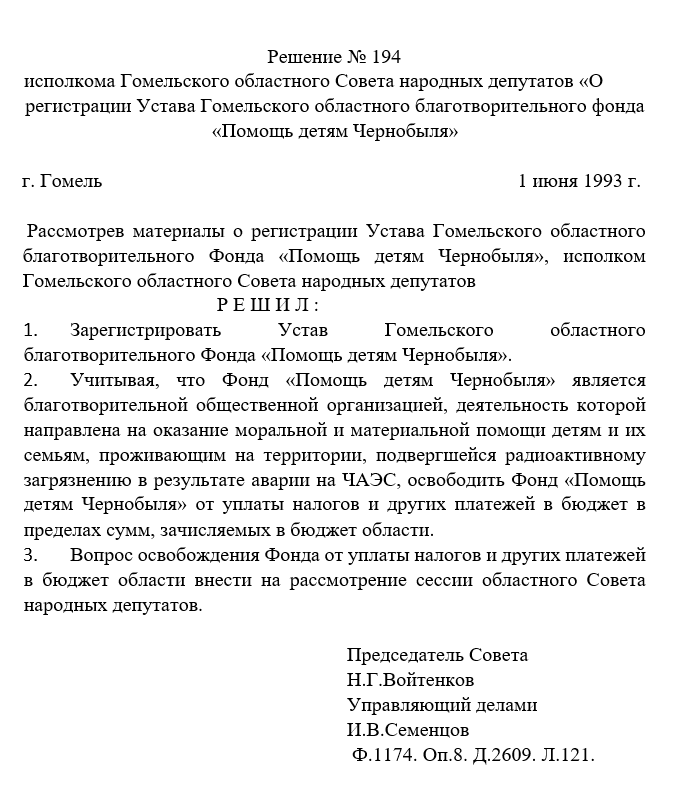 Решение № 194
исполкома Гомельского областного Совета народных депутатов «О
регистрации Устава Гомельского областного благотворительного фонда
«Помощь детям Чернобыля»
г. Гомель 1 июня 1993 г.
Рассмотрев материалы о регистрации Устава Гомельского областного
благотворительного Фонда «Помощь детям Чернобыля», исполком
Гомельского областного Совета народных депутатов
Р Е Ш И Л :
1. Зарегистрировать Устав Гомельского областного
благотворительного Фонда «Помощь детям Чернобыля».
2. Учитывая, что Фонд «Помощь детям Чернобыля» является
благотворительной общественной организацией, деятельность которой
направлена на оказание моральной и материальной помощи детям и их
семьям, проживающим на территории, подвергшейся радиоактивному
загрязнению в результате аварии на ЧАЭС, освободить Фонд «Помощь
детям Чернобыля» от уплаты налогов и других платежей в бюджет в
пределах сумм, зачисляемых в бюджет области.
3. Вопрос освобождения Фонда от уплаты налогов и других платежей
в бюджет области внести на рассмотрение сессии областного Совета
народных депутатов.
Председатель Совета
Н.Г.Войтенков
Управляющий делами
И.В.Семенцов
Ф.1174. Оп.8. Д.2609. Л.121.